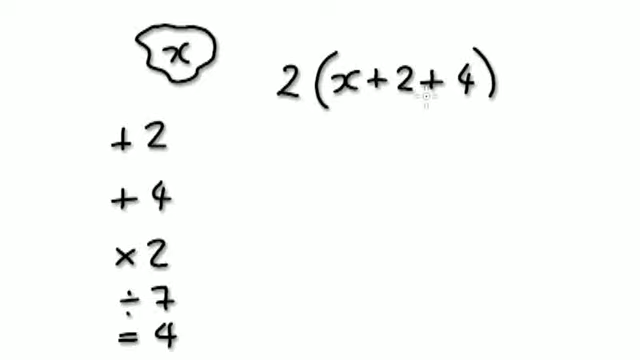 x
2(x+2+4)
+ 2
+ 4
× 2
÷ 7
= 4